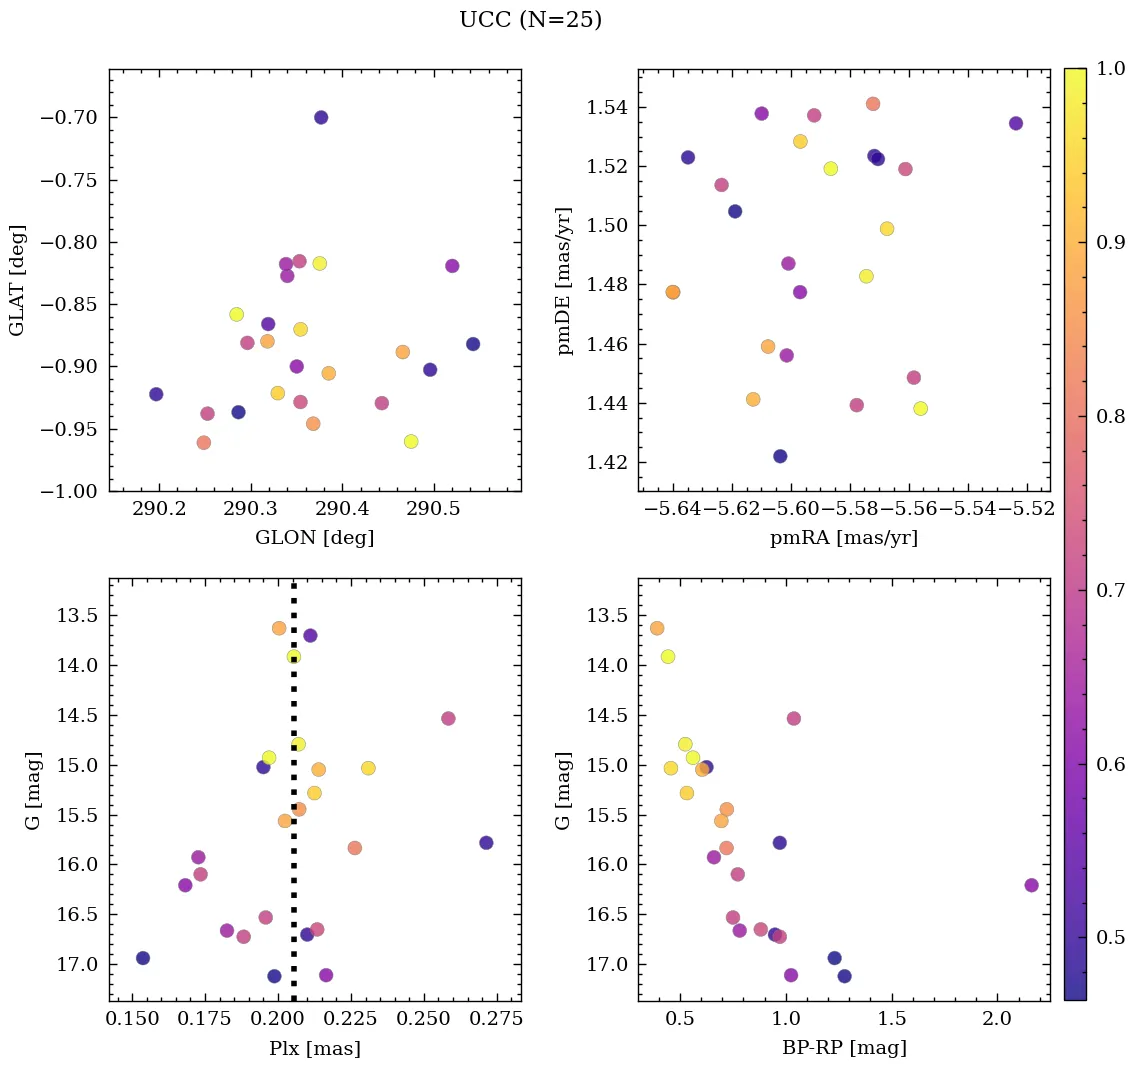 UCC (N=25)
−0.70
−0.75
−0.80
−0.85
−0.90
−0.95
−1.00
GLAT [deg]
290.2 290.3 290.4 290.5
GLON [deg]
1.54
1.52
1.50
1.48
1.46
1.44
1.42
pmDE [mas/yr]
−5.64 −5.62 −5.60 −5.58 −5.56 −5.54 −5.52
pmRA [mas/yr]
1.0
0.9
0.8
0.7
0.6
0.5
13.5
14.0
14.5
15.0
15.5
16.0
16.5
17.0
G [mag]
0.150 0.175 0.200 0.225 0.250 0.275
Plx [mas]
13.5
14.0
14.5
15.0
15.5
16.0
16.5
17.0
G [mag]
0.5 1.0 1.5 2.0
BP-RP [mag]